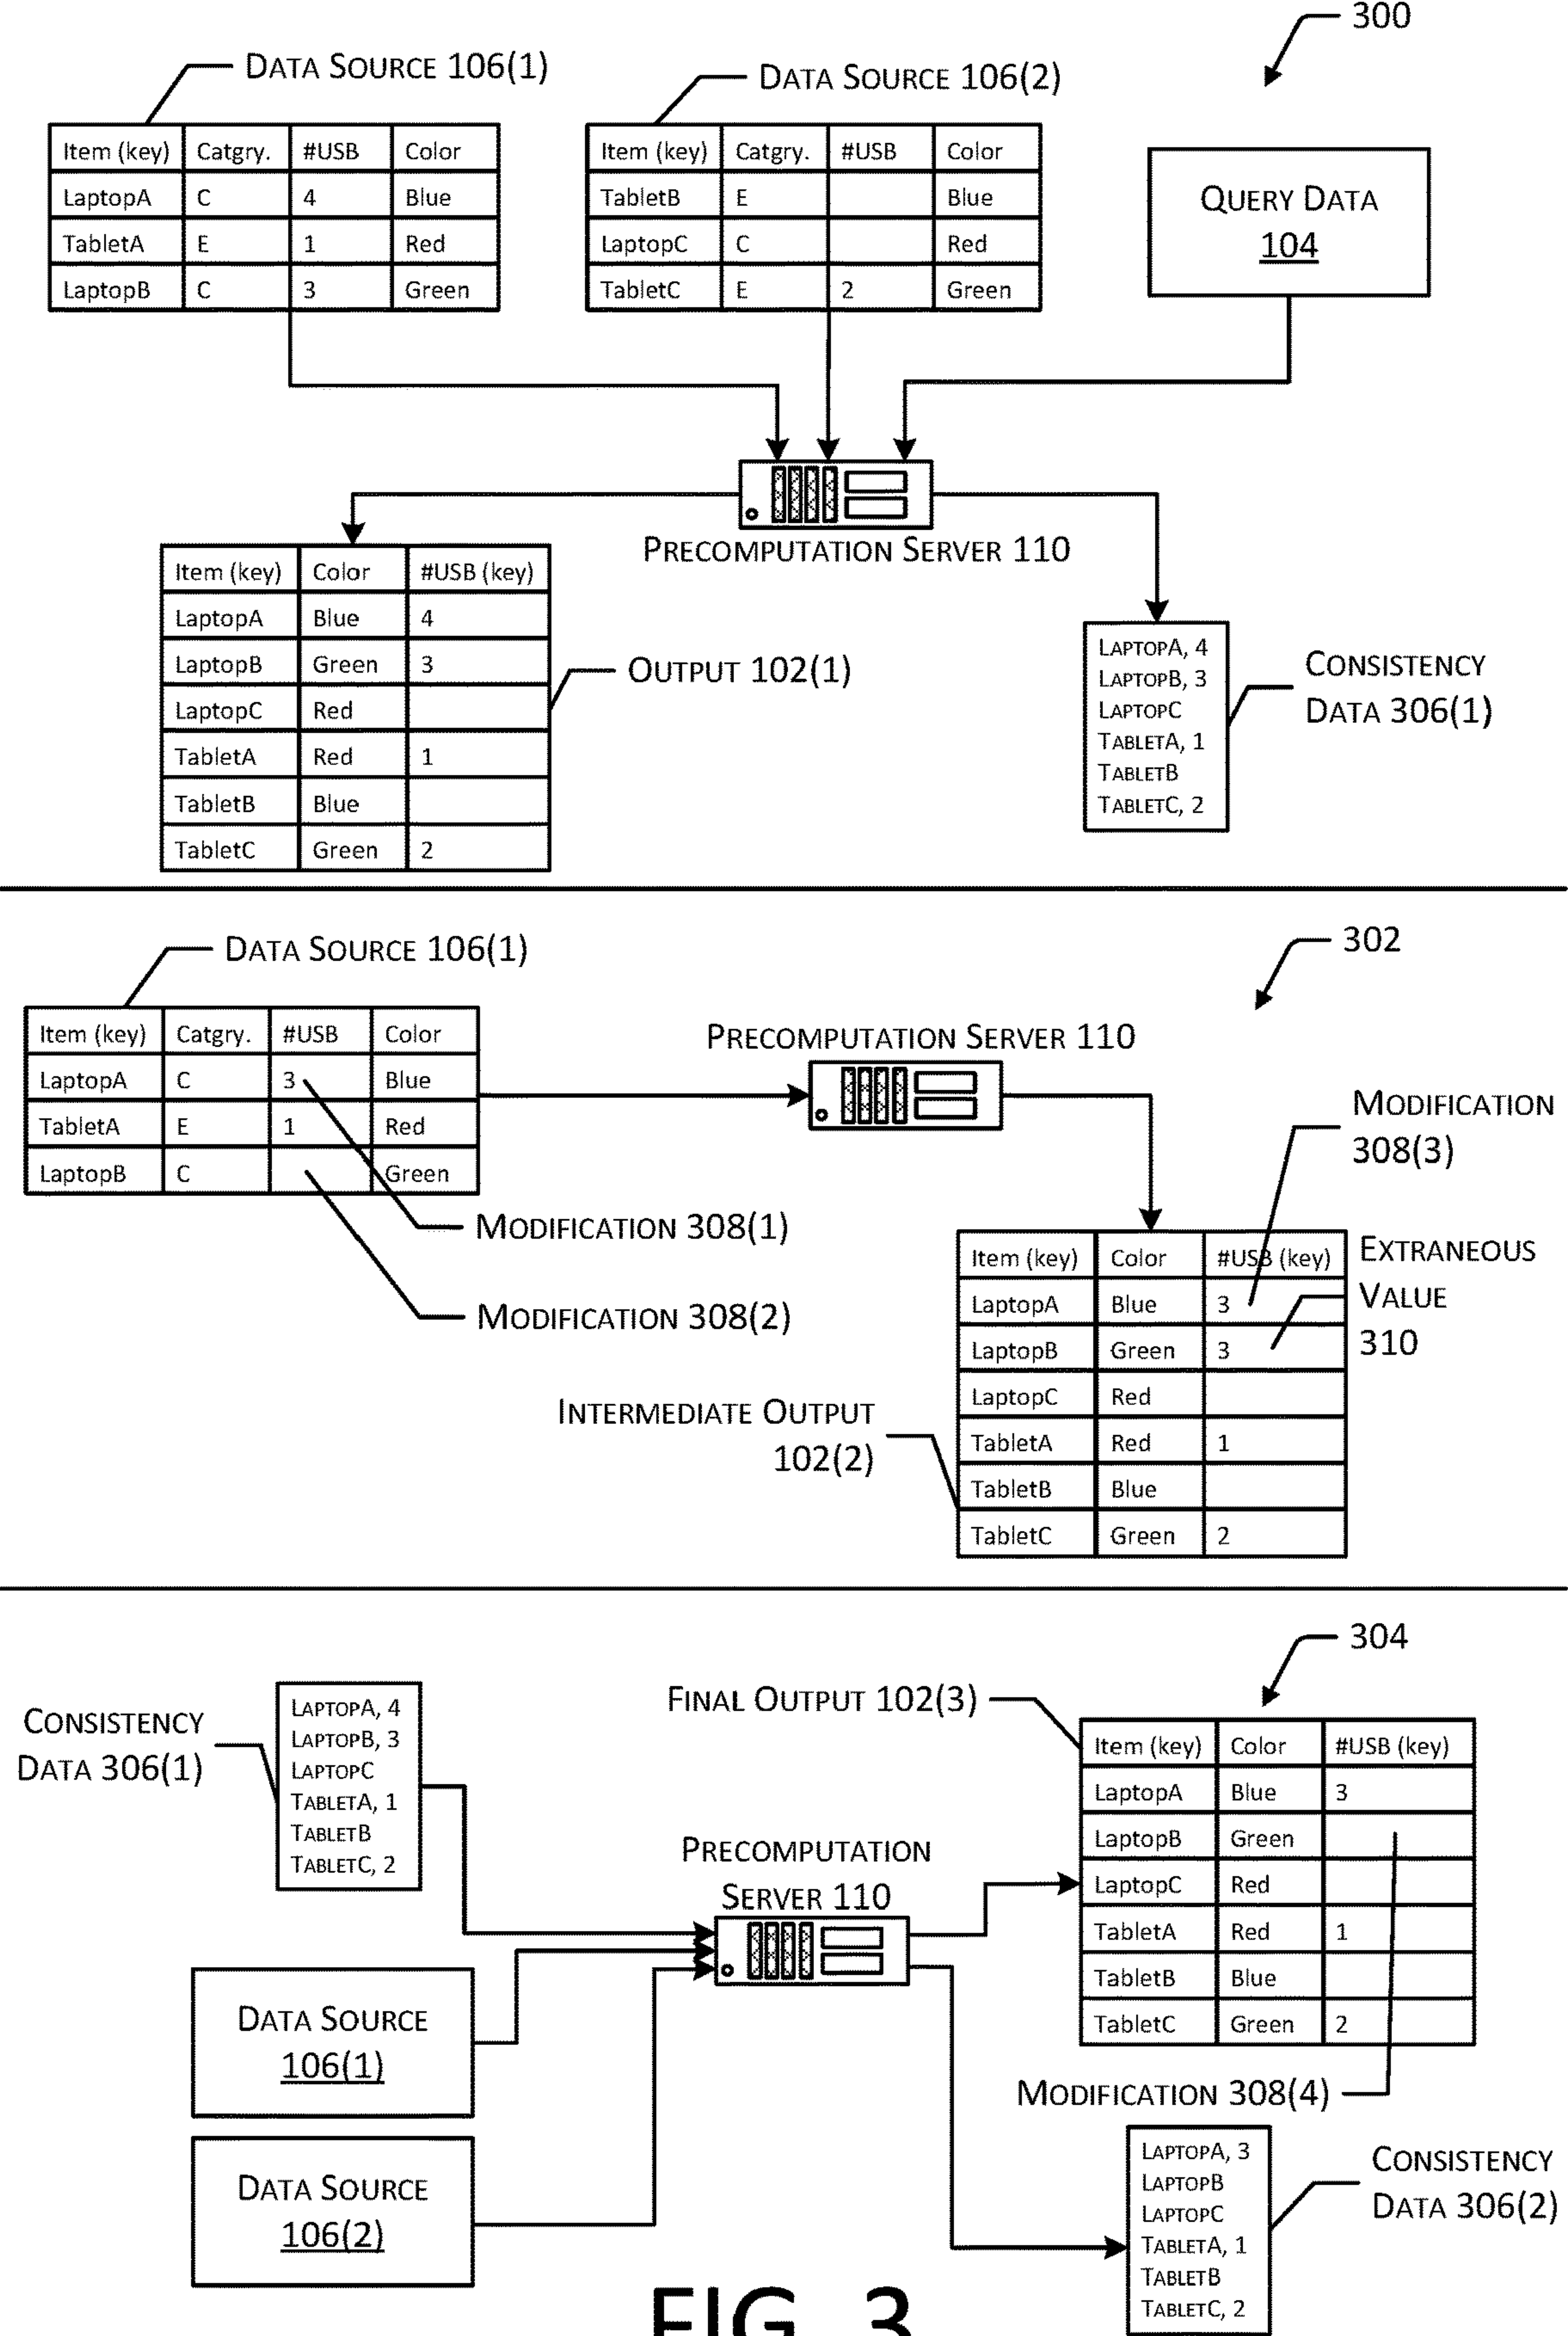 300
DATA SOURCE 106(1)
DATA SOURCE 106(2)
Item (key) Catgry. #USB Color
LaptopA C 4 Blue
TabletA E 1 Red
LaptopB C 3 Green
Item (key) Catgry. #USB Color
TabletB E Blue
LaptopC C Red
TabletC E 2 Green
QUERY DATA
104
PRECOMPUTATION SERVER 110
Item (key) Color #USB (key)
LaptopA Blue 4
LaptopB Green 3
LaptopC Red
TabletA Red 1
TabletB Blue
TabletC Green 2
OUTPUT 102(1)
LAPTOPA, 4
LAPTOPB, 3
LAPTOPC
TABLETA, 1
TABLETB
TABLETC, 2
CONSISTENCY
DATA 306(1)
302
DATA SOURCE 106(1)
Item (key) Catgry. #USB Color
LaptopA C 3 Blue
TabletA E 1 Red
LaptopB C Green
PRECOMPUTATION SERVER 110
MODIFICATION
308(3)
MODIFICATION 308(1)
MODIFICATION 308(2)
Item (key) Color #USB (key)
LaptopA Blue 3
LaptopB Green 3
LaptopC Red
TabletA Red 1
TabletB Blue
TabletC Green 2
EXTRANEOUS
VALUE
310
INTERMEDIATE OUTPUT
102(2)
304
CONSISTENCY
DATA 306(1)
LAPTOPA, 4
LAPTOPB, 3
LAPTOPC
TABLETA, 1
TABLETB
TABLETC, 2
FINAL OUTPUT 102(3)
Item (key) Color #USB (key)
LaptopA Blue 3
LaptopB Green
LaptopC Red
TabletA Red 1
TabletB Blue
TabletC Green 2
PRECOMPUTATION
SERVER 110
DATA SOURCE
106(1)
DATA SOURCE
106(2)
MODIFICATION 308(4)
LAPTOPA, 3
LAPTOPB
LAPTOPC
TABLETA, 1
TABLETB
TABLETC, 2
CONSISTENCY
DATA 306(2)
FIG. 3